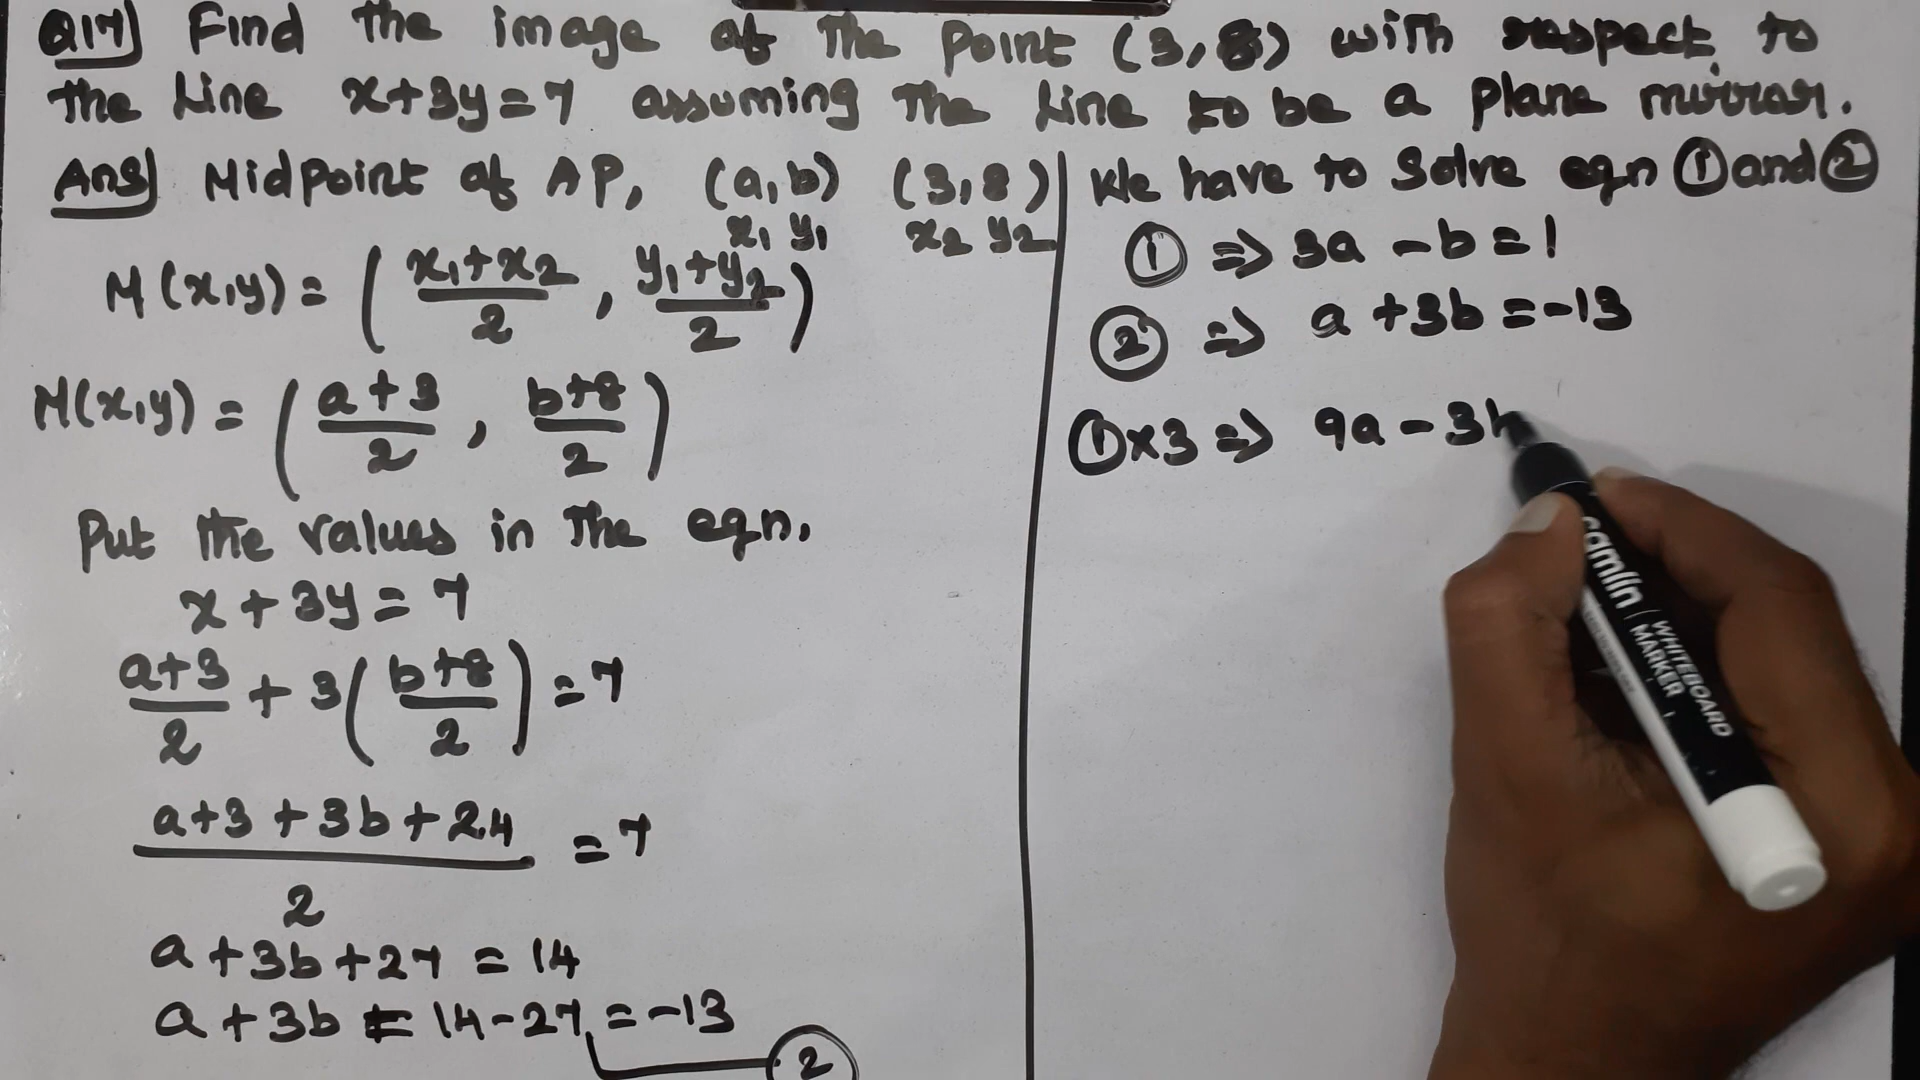 Q17) Find the image of the point (3,8) with respect to
the line x+3y=7 assuming the line to be a plane mirror.
Ans) Midpoint of AP, (a,b) (3,8)
x₁ y₁ x₂ y₂
M(x,y) = ( x₁+x₂/2 , y₁+y₂/2 )
M(x,y) = ( a+3/2 , b+8/2 )
Put the values in the eqn.
x+3y=7
a+3/2 + 3( b+8/2 ) = 7
a+3+3b+24/2 = 7
a+3b+27 = 14
a+3b = 14-27 = -13
②
We have to solve eqn ① and ②
① ⇒ 3a - b = 1
② ⇒ a + 3b = -13
① x3 ⇒ 9a - 3b
camlin WHITEBOARD MARKER